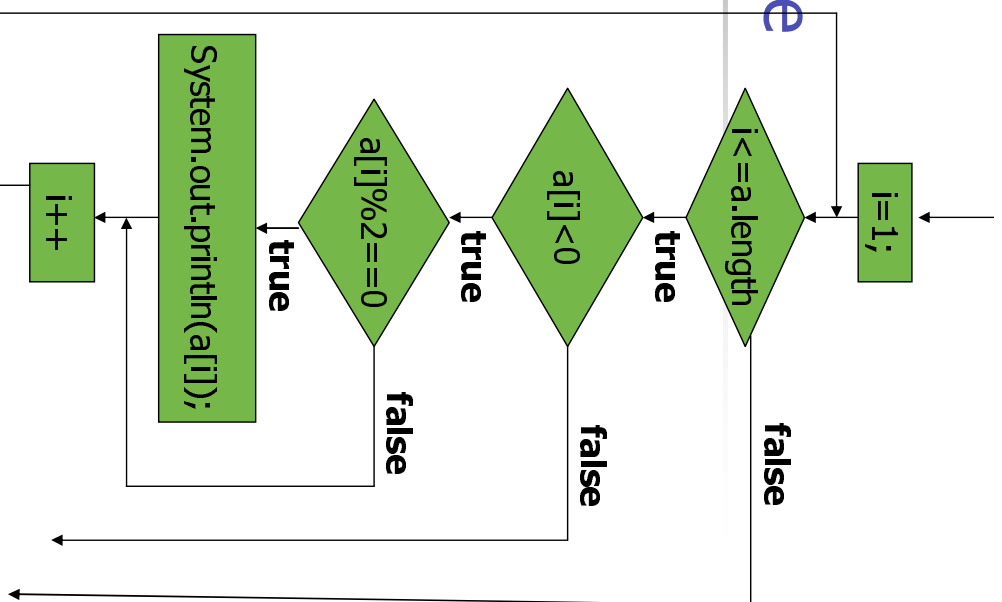 e
i=1;
i<=a.length
false
true
a[i]<0
false
true
a[i]%2==0
false
true
System.out.println(a[i]);
i++